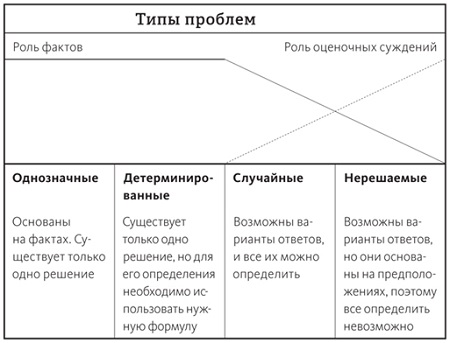 Типы проблем
Роль фактов
Роль оценочных суждений
Однозначные
Основаны
на фактах. Су-
ществует только
одно решение
Детерминиро-
ванные
Существует
только одно
решение, но для
его определения
необходимо ис-
пользовать нуж-
ную формулу
Случайные
Возможны ва-
рианты ответов,
и все их можно
определить
Нерешаемые
Возможны ва-
рианты ответов,
но они основа-
ны на предполо-
жениях, поэтому
все определить
невозможно